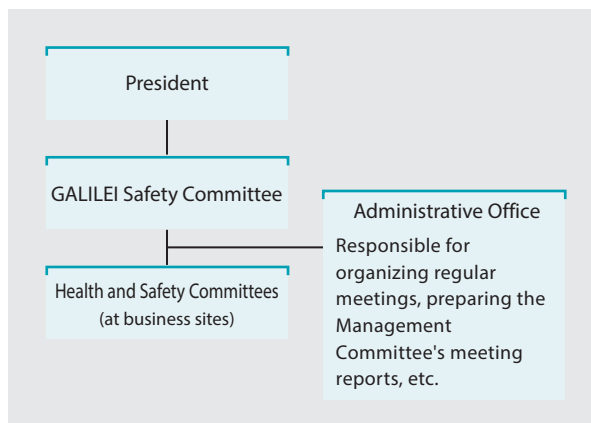 President
GALILEI Safety Committee
Administrative Office
Responsible for
organizing regular
meetings, preparing the
Management
Committee's meeting
reports, etc.
Health and Safety Committees
(at business sites)